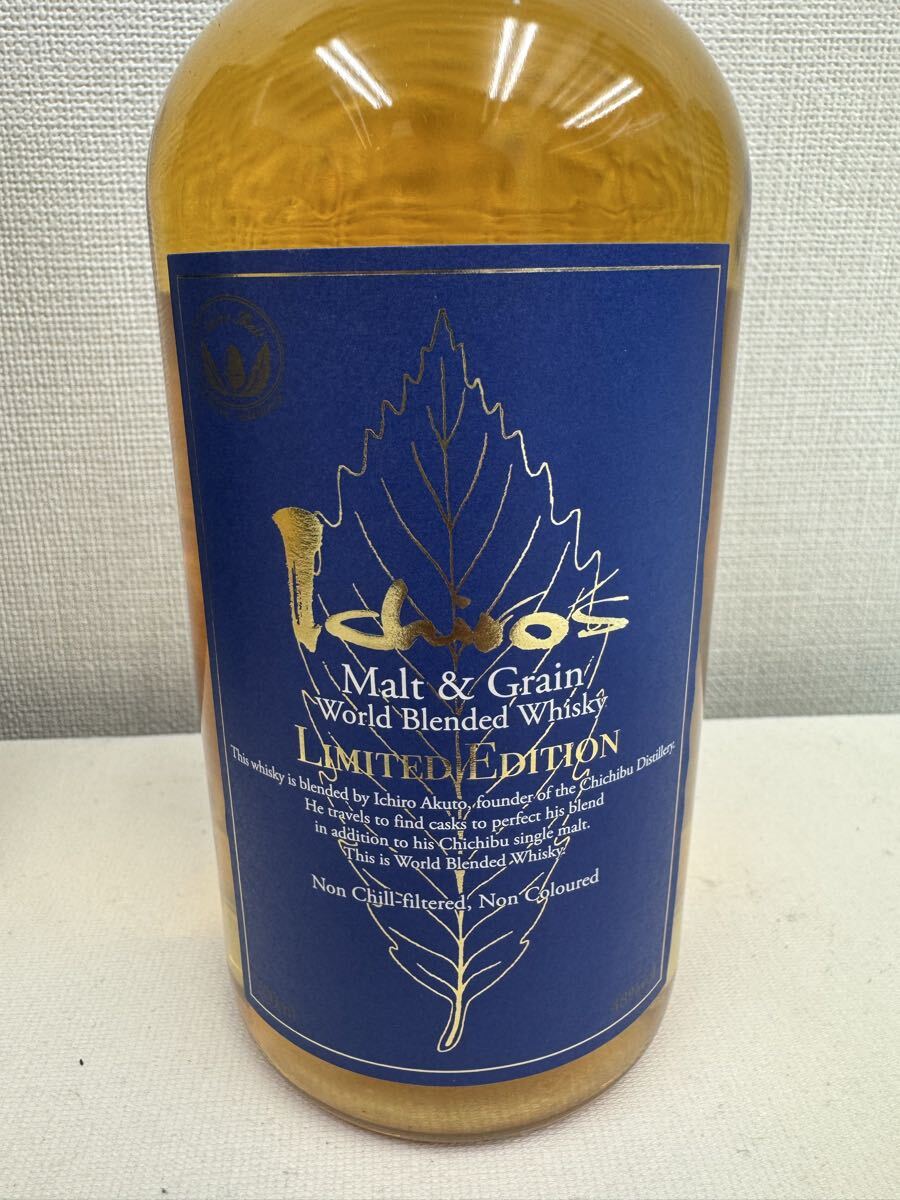 Ichiro's
Malt & Grain
World Blended Whisky
LIMITED EDITION
This whisky is blended by Ichiro Akuto, founder of the Chichibu Distillery.
He travels to find casks to perfect his blend
in addition to his Chichibu single malt.
This is World Blended Whisky.
Non Chill-filtered, Non Coloured